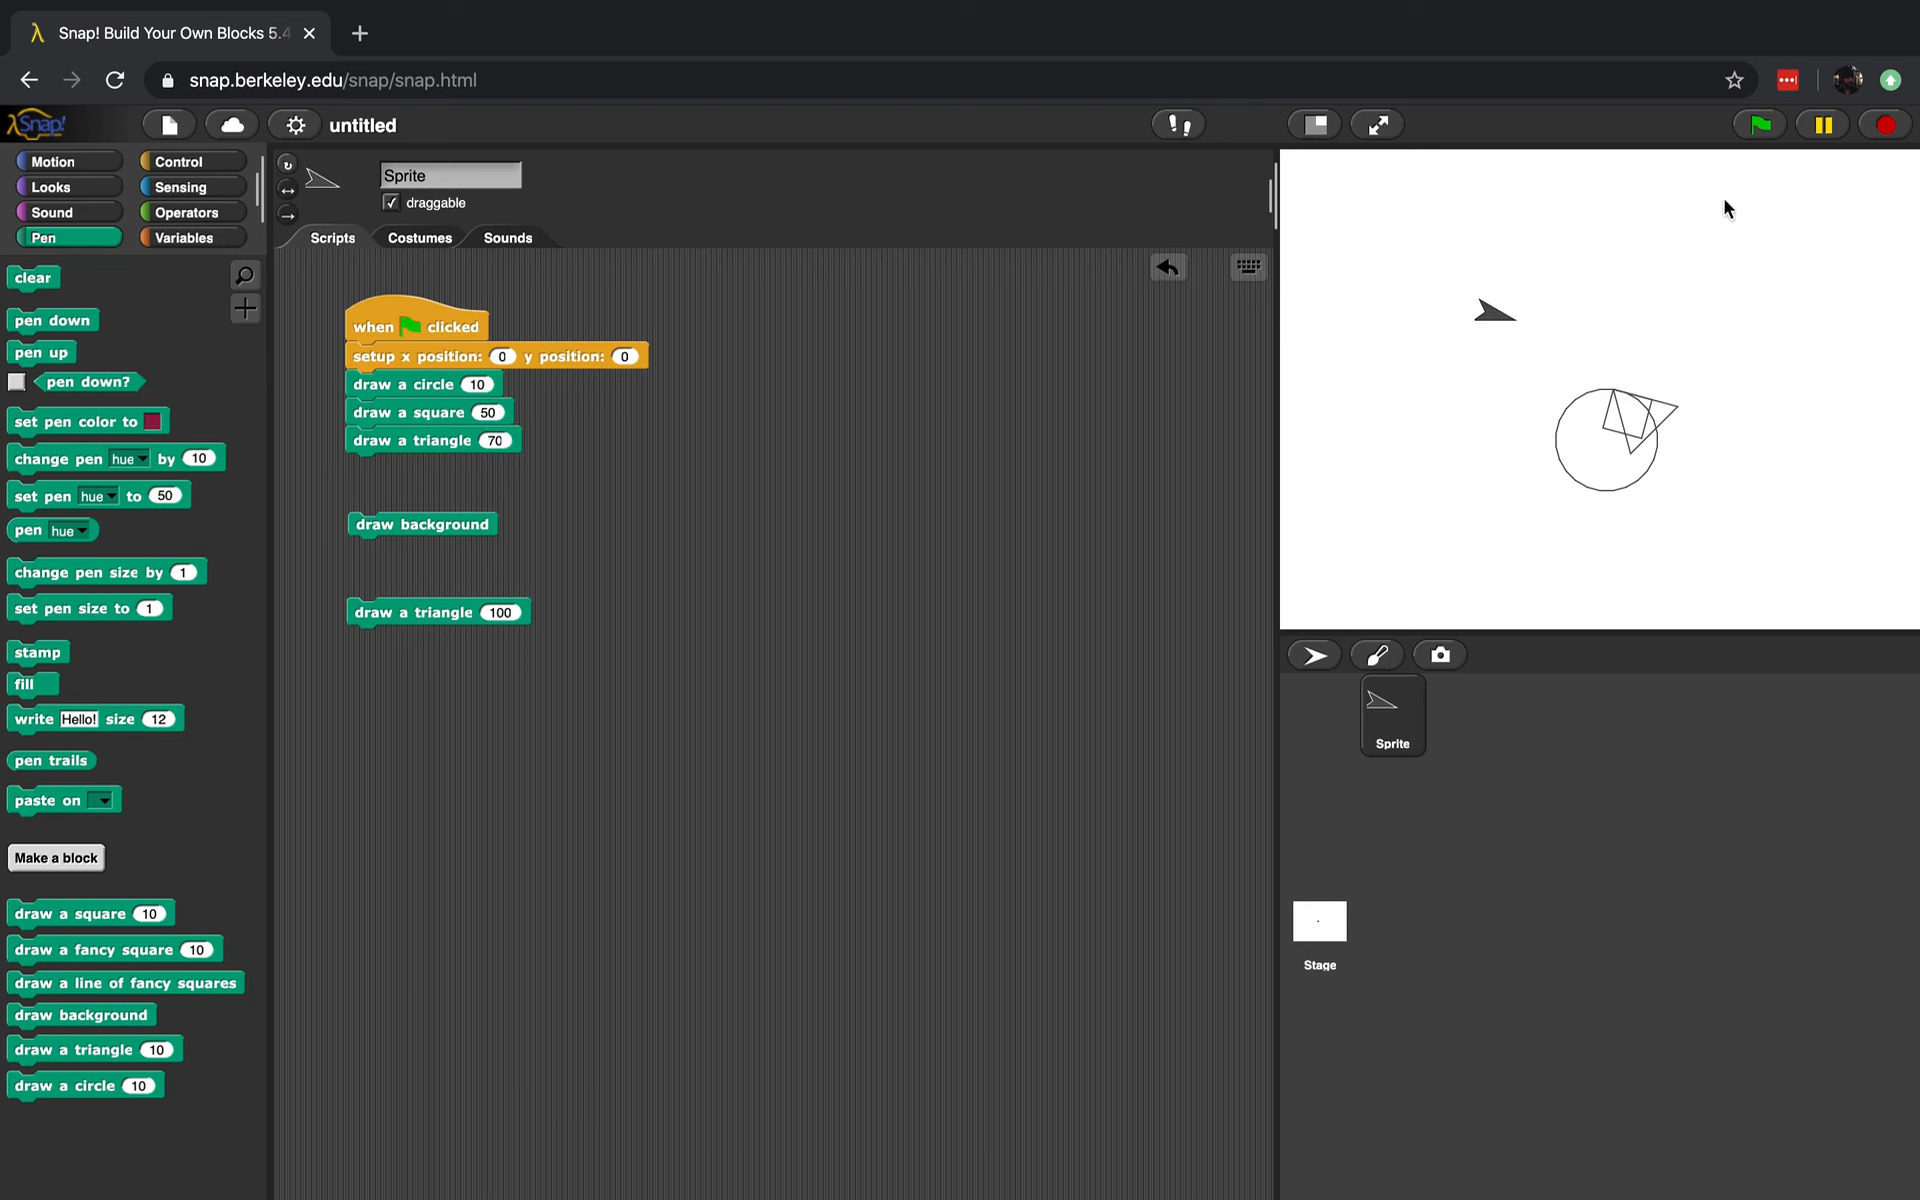 Snap! Build Your Own Blocks 5.4
snap.berkeley.edu/snap/snap.html
Snap!
untitled
Motion
Control
Looks
Sensing
Sound
Operators
Pen
Variables
Sprite
draggable
Scripts
Costumes
Sounds
clear
pen down
pen up
pen down?
set pen color to
change pen hue by 10
set pen hue to 50
pen hue
change pen size by 1
set pen size to 1
stamp
fill
write Hello! size 12
pen trails
paste on
Make a block
draw a square 10
draw a fancy square 10
draw a line of fancy squares
draw background
draw a triangle 10
draw a circle 10
when clicked
setup x position: 0 y position: 0
draw a circle 10
draw a square 50
draw a triangle 70
draw background
draw a triangle 100
Sprite
Stage